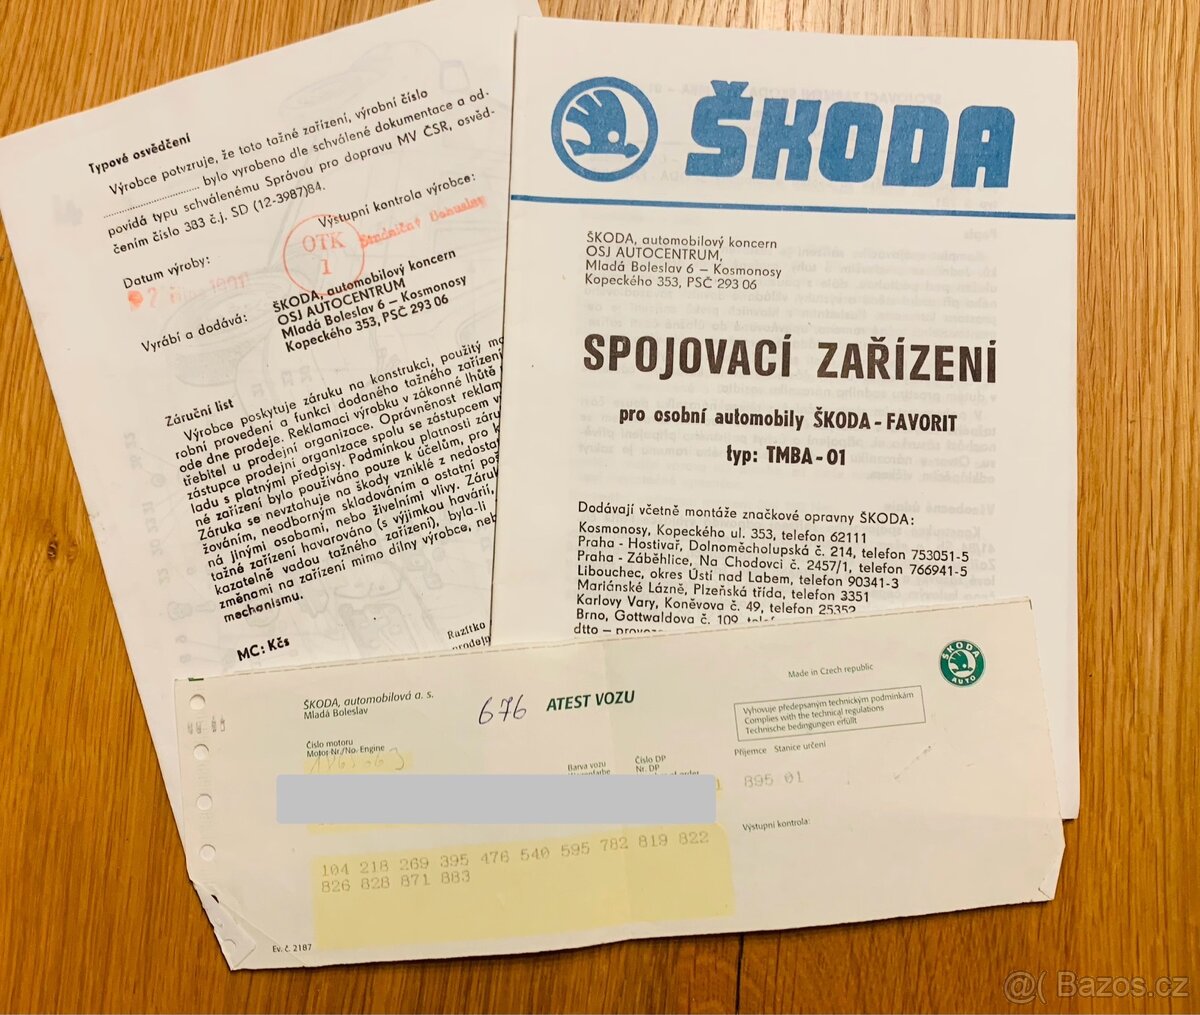 Typové osvědčení
Výrobce potvrzuje, že toto tažné zařízení, výrobní číslo
.................... bylo vyrobeno dle schválené dokumentace a od-
povídá typu schválenému Správou pro dopravu MV ČSR, osvěd-
čením číslo 383 č.j. SD (12-3987)84.
Výstupní kontrola výrobce:
OTK
1
Datum výroby:
1991
Vyrábí a dodává:
ŠKODA, automobilový koncern
OSJ AUTOCENTRUM
Mladá Boleslav 6 – Kosmonosy
Kopeckého 353, PSČ 293 06
Záruční list
Výrobce poskytuje záruku na konstrukci, použitý
robní provedení a funkci dodaného tažného zařízení
ode dne prodeje. Reklamaci výrobku v zákonné lhůtě
třebitel u prodejní organizace. Oprávněnost reklam
zástupce prodejní organizace spolu se zástupcem
ladu s platnými předpisy. Podmínkou platnosti záru
né zařízení bylo používáno pouze k účelům, pro k
Záruka se nevztahuje na škody vzniklé z nedosta
žováním, neodborným skladováním a ostatní po
ná jinými osobami, nebo živelními vlivy. Záruk
tažné zařízení havarováno (s výjimkou havárií,
kazatelně vadou tažného zařízení), byla-li
změnami na zařízení mimo dílny výrobce, neb
mechanismu.
MC: Kčs
Razítko
prodejn
ŠKODA
ŠKODA, automobilový koncern
OSJ AUTOCENTRUM,
Mladá Boleslav 6 – Kosmonosy
Kopeckého 353, PSČ 293 06
SPOJOVACÍ ZAŘÍZENÍ
pro osobní automobily ŠKODA - FAVORIT
typ: TMBA - 01
Dodávají včetně montáže značkové opravny ŠKODA:
Kosmonosy, Kopeckého ul. 353, telefon 62111
Praha - Hostivař, Dolnoměcholupská č. 214, telefon 753051-5
Praha - Záběhlice, Na Chodovci č. 2457/1, telefon 766941-5
Libouchec, okres Ústí nad Labem, telefon 90341-3
Mariánské Lázně, Plzeňská třída, telefon 3351
Karlovy Vary, Koněvova č. 49, telefon 25352
Brno, Gottwaldova č. 109, telef
dtto – provoz
ŠKODA, automobilová a. s.
Mladá Boleslav
676
ATEST VOZU
Made in Czech republic
ŠKODA
AUTO
Vyhovuje předepsaným technickým podmínkám
Complies with the technical regulations
Technische bedingungen erfüllt
Číslo motoru
Motor Nr./No. Engine
Barva vozu
Číslo DP
Nr. DP
Příjemce Stanice určení
895 01
Výstupní kontrola:
104 218 269 395 476 540 595 782 819 822
826 828 871 883
Ev. č. 2187
@( Bazos.cz